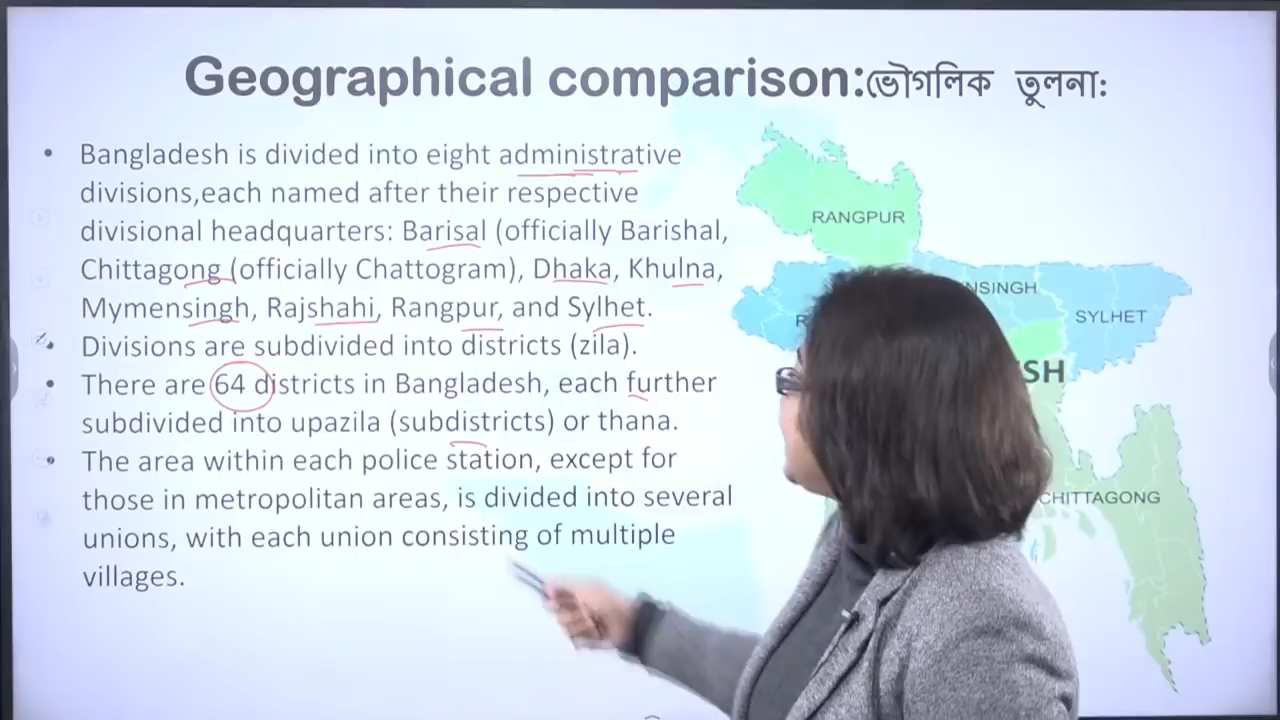 Geographical comparison:ভৌগলিক তুলনা:
• Bangladesh is divided into eight administrative
divisions,each named after their respective
divisional headquarters: Barisal (officially Barishal,
Chittagong (officially Chattogram), Dhaka, Khulna,
Mymensingh, Rajshahi, Rangpur, and Sylhet.
Divisions are subdivided into districts (zila).
• There are 64 districts in Bangladesh, each further
subdivided into upazila (subdistricts) or thana.
• The area within each police station, except for
those in metropolitan areas, is divided into several
unions, with each union consisting of multiple
villages.
RANGPUR
NSINGH
SYLHET
R
SH
CHITTAGONG